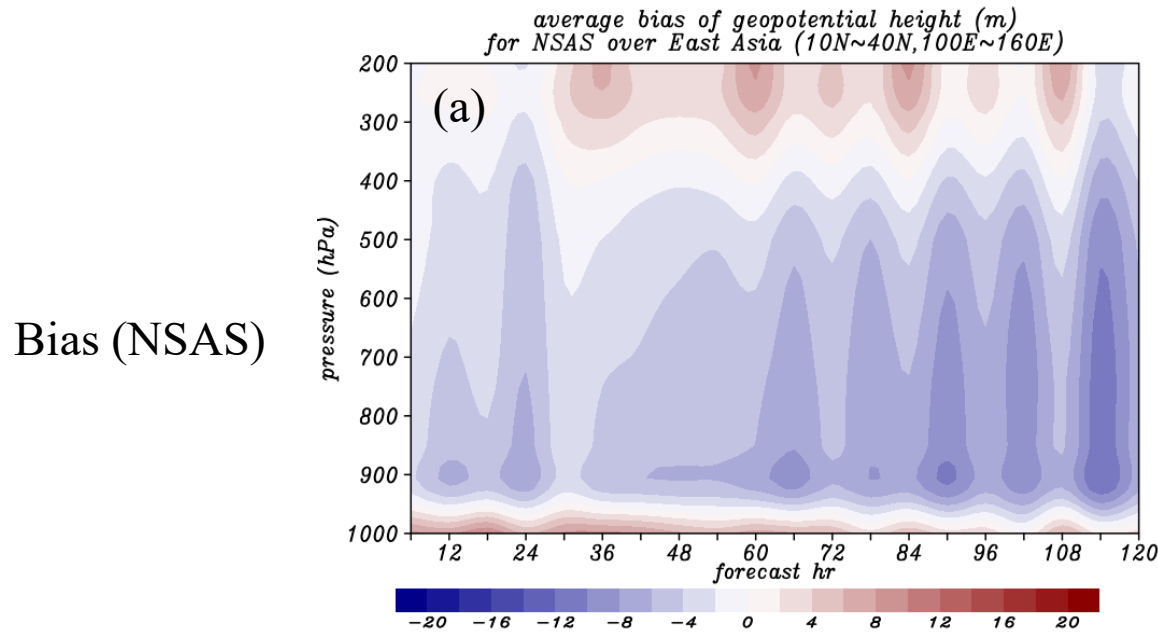 average bias of geopotential height (m)
for NSAS over East Asia (10N~40N,100E~160E)
(a)
Bias (NSAS)
pressure (hPa)
200
300
400
500
600
700
800
900
1000
12 24 36 48 60 72 84 96 108 120
forecast hr
−20 −16 −12 −8 −4 0 4 8 12 16 20